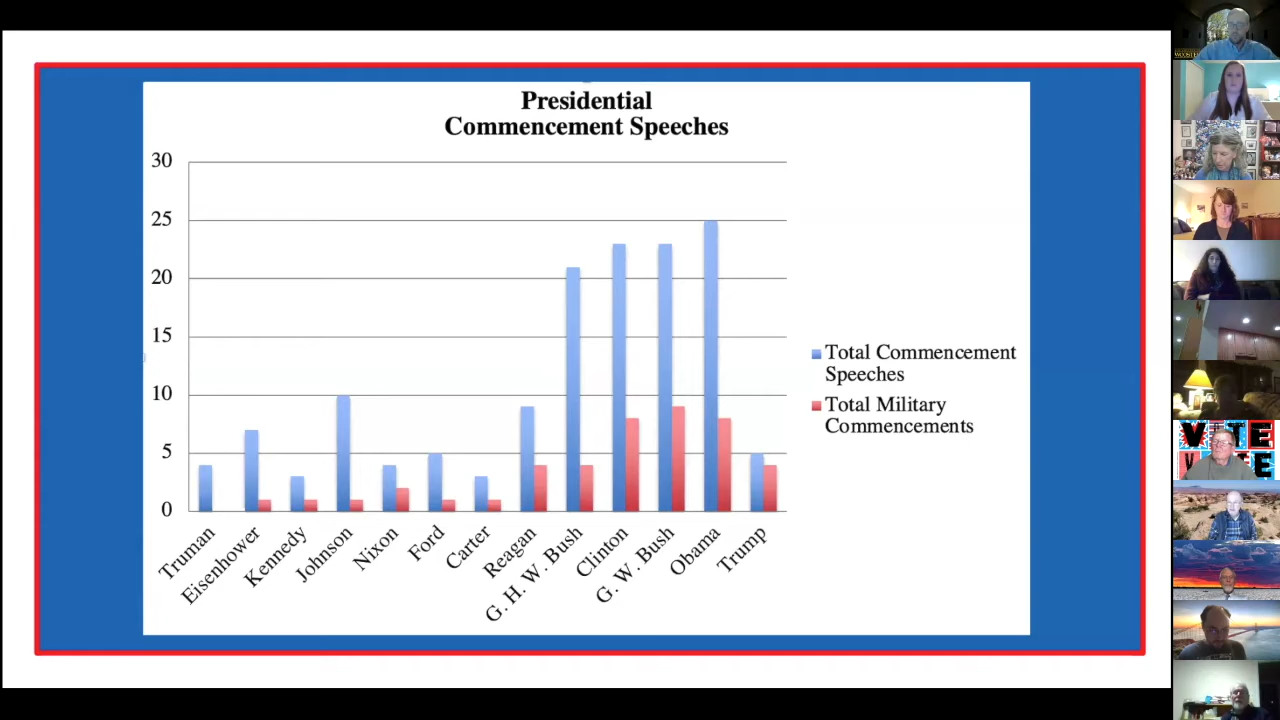 Presidential
Commencement Speeches
30
25
20
15
10
5
0
Truman
Eisenhower
Kennedy
Johnson
Nixon
Ford
Carter
Reagan
G. H. W. Bush
Clinton
G. W. Bush
Obama
Trump
Total Commencement
Speeches
Total Military
Commencements
VOTE